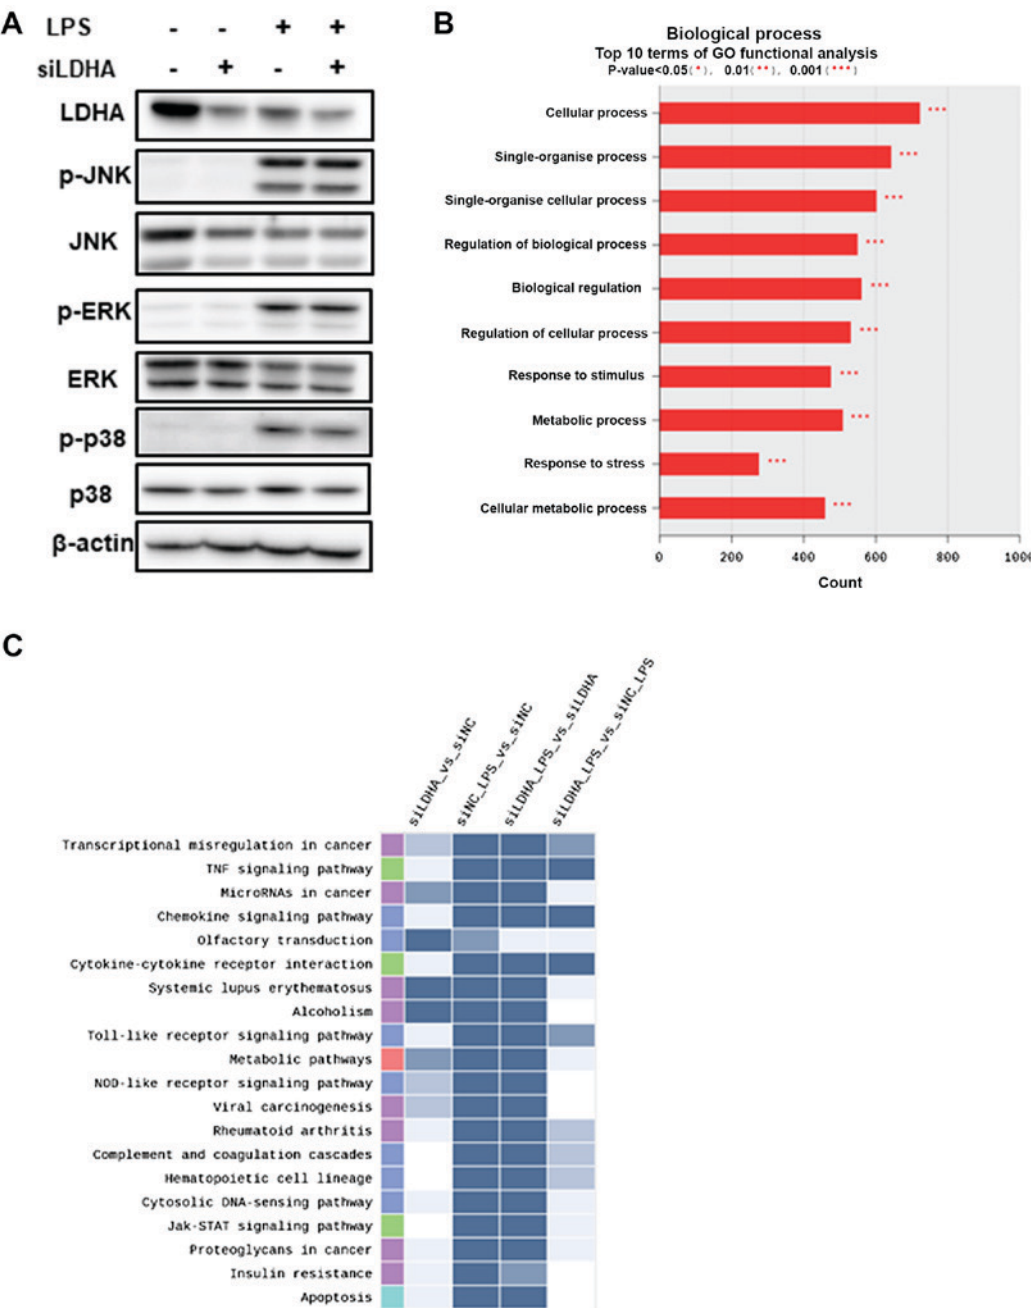 A
LPS - - + +
siLDHA - + - +
LDHA
p-JNK
JNK
p-ERK
ERK
p-p38
p38
β-actin
B
Biological process
Top 10 terms of GO functional analysis
P-value<0.05(*), 0.01(**), 0.001(***)
Cellular process ***
Single-organise process ***
Single-organise cellular process ***
Regulation of biological process ***
Biological regulation ***
Regulation of cellular process ***
Response to stimulus ***
Metabolic process ***
Response to stress ***
Cellular metabolic process ***
0 200 400 600 800 1000
Count
C
siLDHA_vs_siNC
siNC_LPS_vs_siNC
siLDHA_LPS_vs_siLDHA
siLDHA_LPS_vs_siNC_LPS
Transcriptional misregulation in cancer
TNF signaling pathway
MicroRNAs in cancer
Chemokine signaling pathway
Olfactory transduction
Cytokine-cytokine receptor interaction
Systemic lupus erythematosus
Alcoholism
Toll-like receptor signaling pathway
Metabolic pathways
NOD-like receptor signaling pathway
Viral carcinogenesis
Rheumatoid arthritis
Complement and coagulation cascades
Hematopoietic cell lineage
Cytosolic DNA-sensing pathway
Jak-STAT signaling pathway
Proteoglycans in cancer
Insulin resistance
Apoptosis